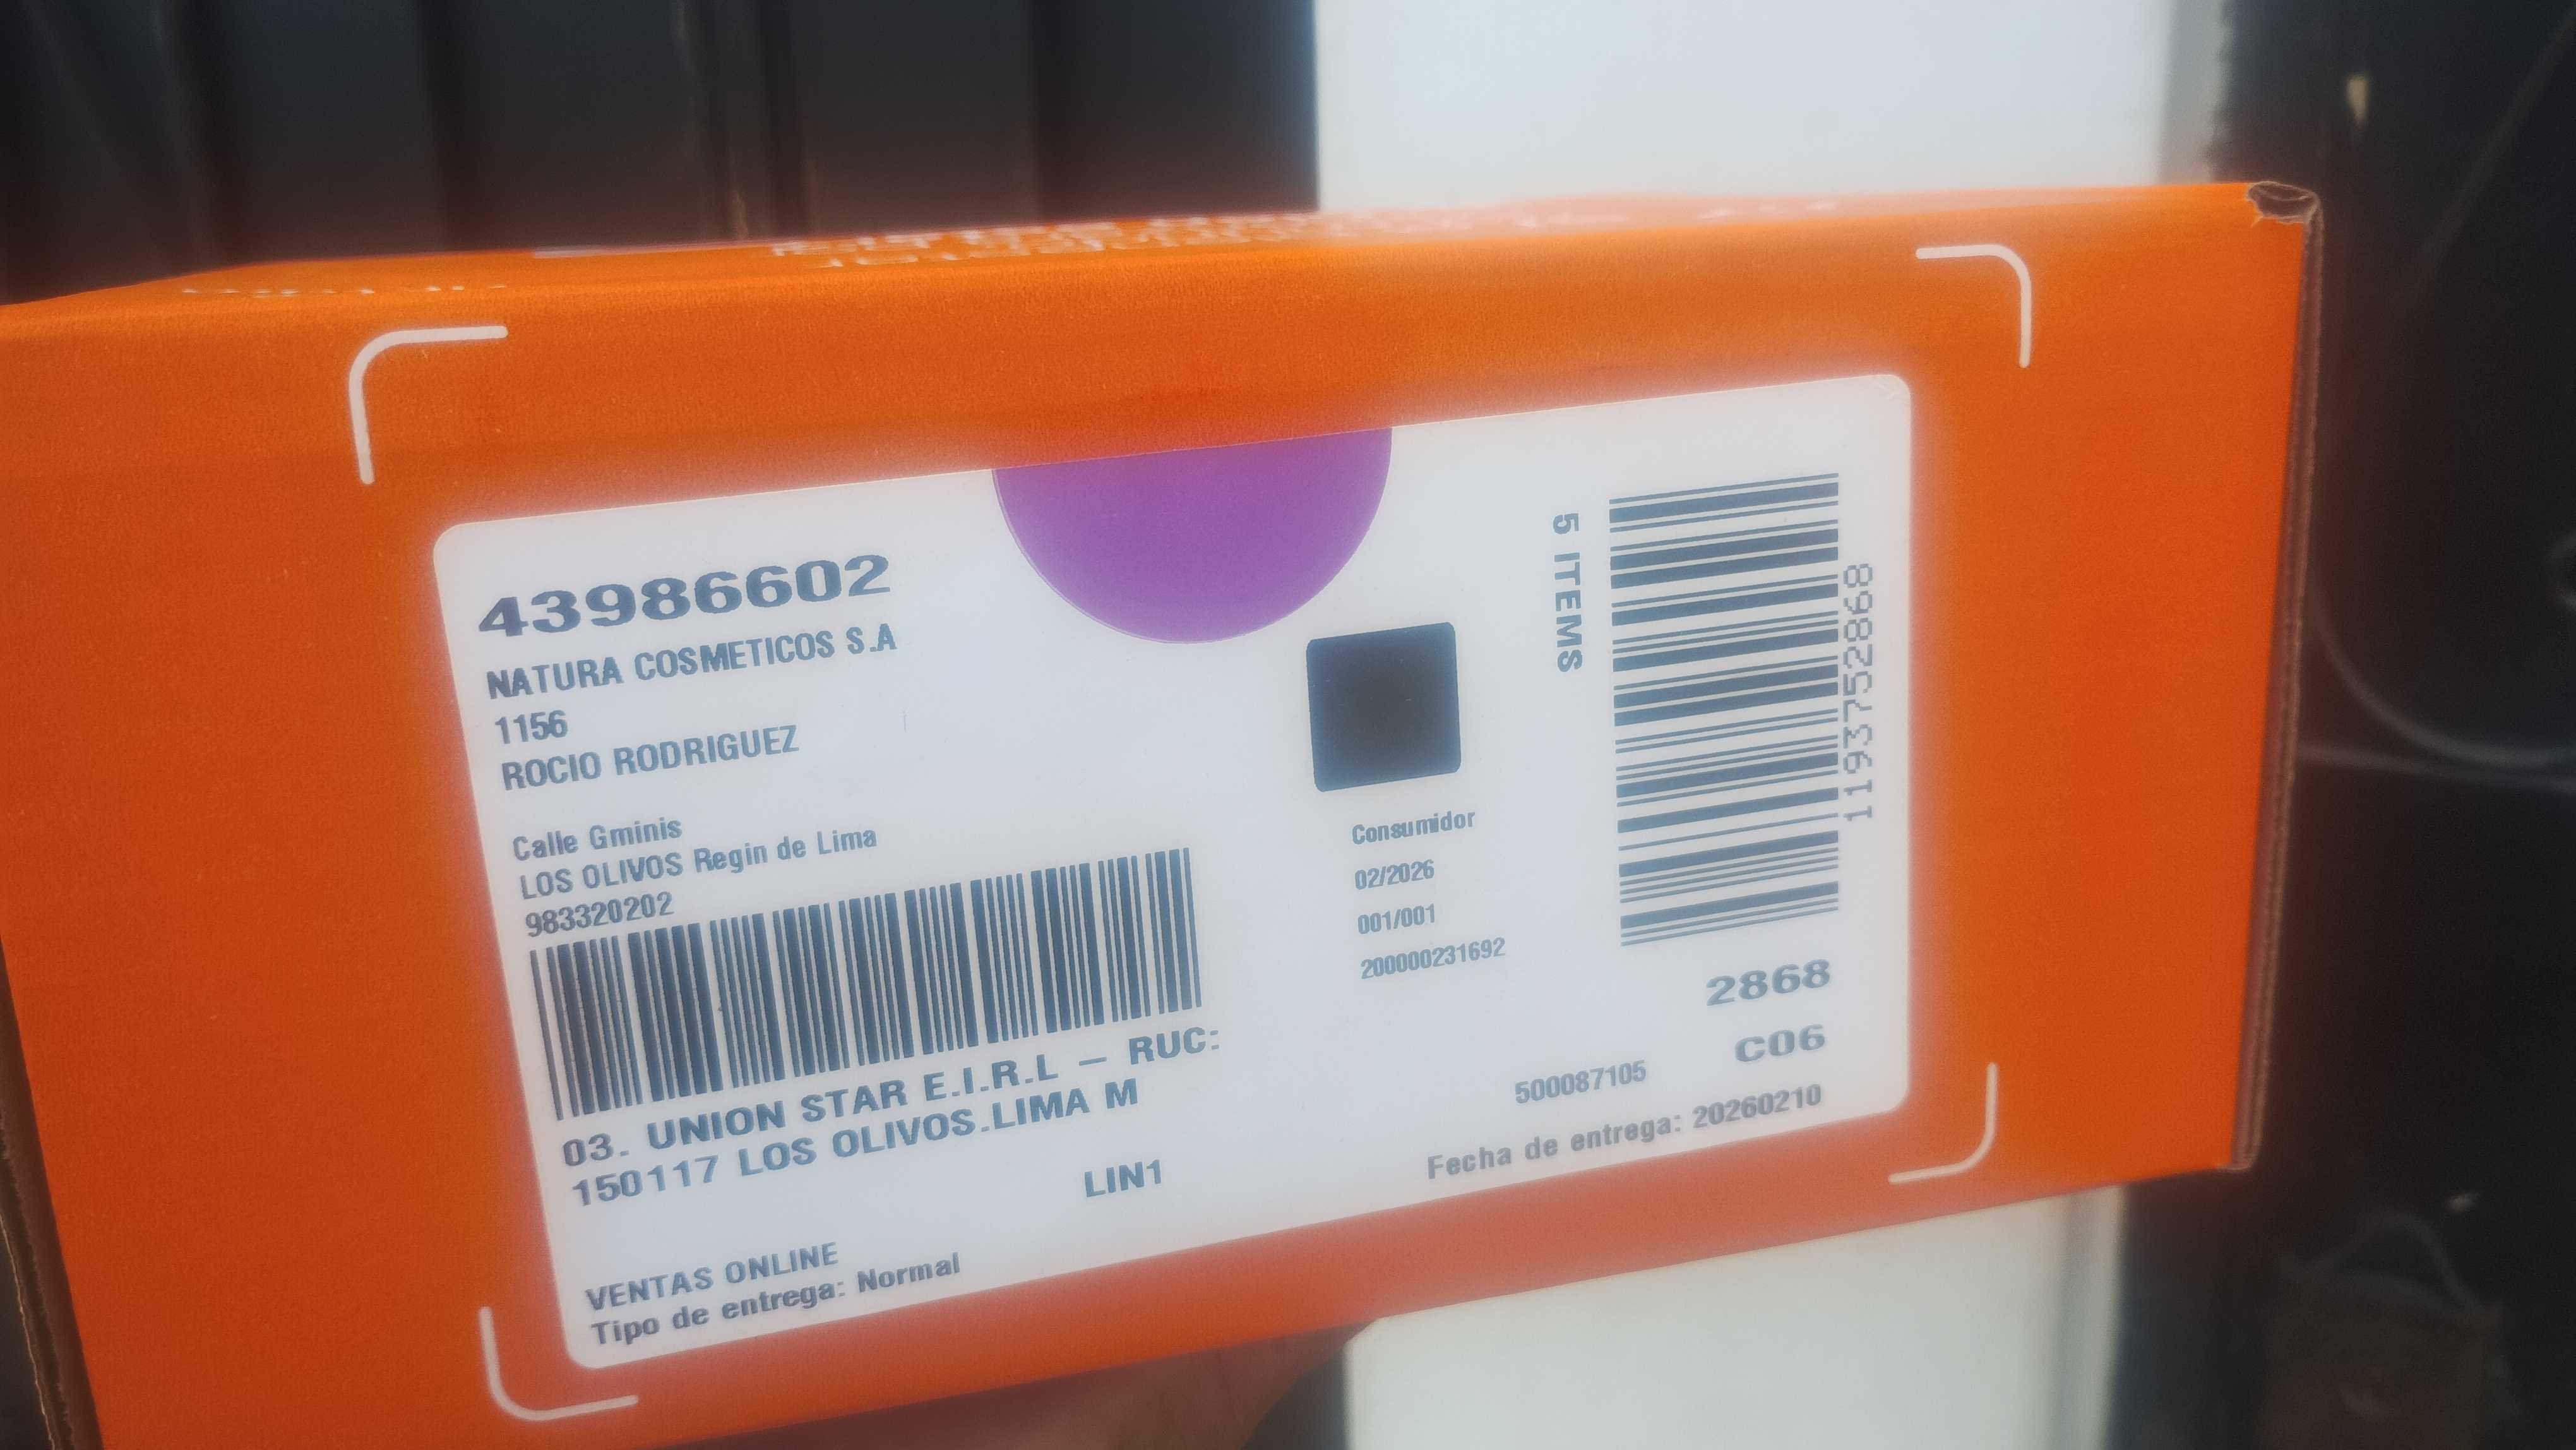 43986602
NATURA COSMETICOS S.A
1156
ROCIO RODRIGUEZ
Calle Gminis
LOS OLIVOS Regin de Lima
983320202
03. UNION STAR E.I.R.L – RUC:
150117 LOS OLIVOS.LIMA M
LIN1
VENTAS ONLINE
Tipo de entrega: Normal
Consumidor
02/2026
001/001
200000231692
5 ITEMS
1193752868
2868
C06
500087105
Fecha de entrega: 20260210